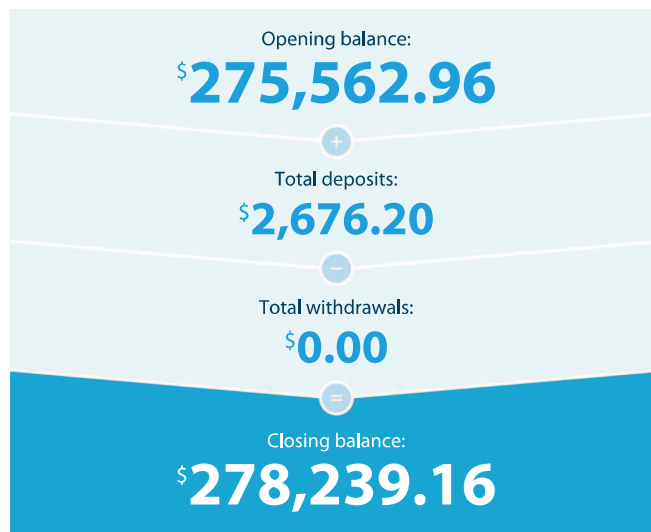 Opening balance:
$275,562.96
+
Total deposits:
$2,676.20
−
Total withdrawals:
$0.00
=
Closing balance:
$278,239.16